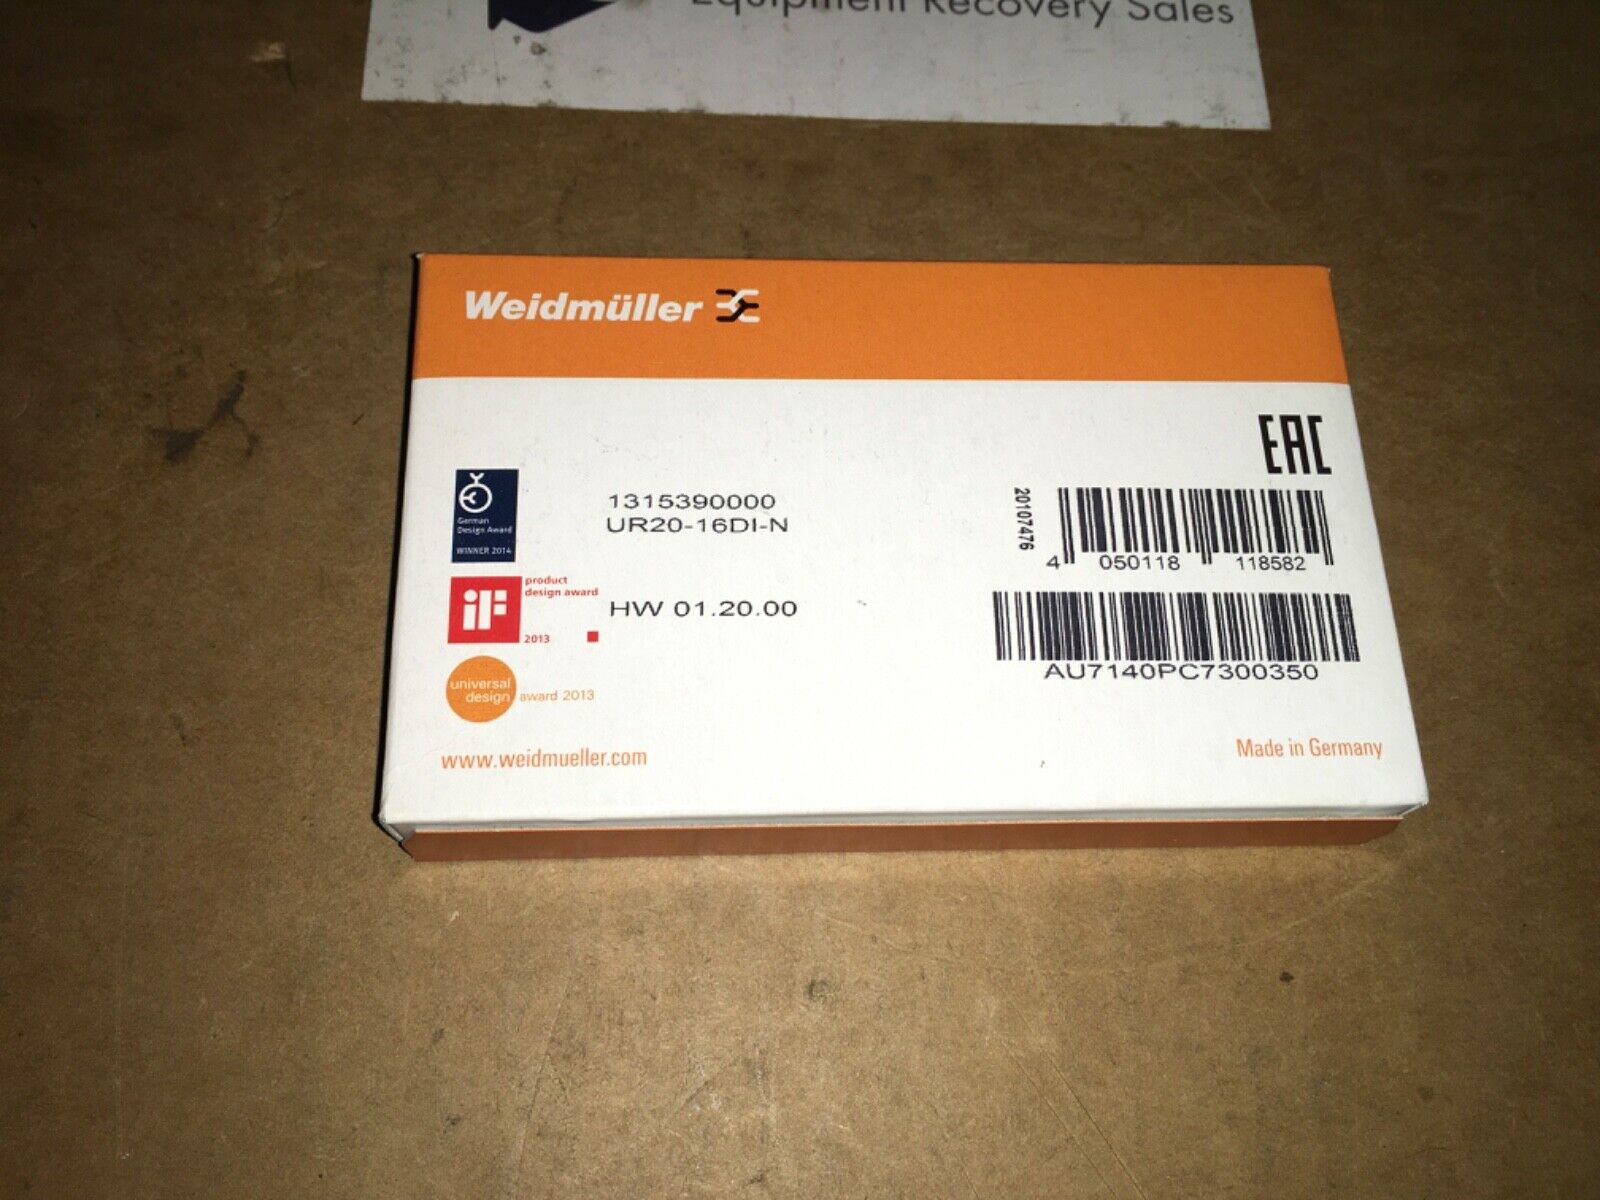 Equipment Recovery Sales
Weidmüller
EAC
German
Design Award
WINNER 2014
1315390000
UR20-16DI-N
20107476
4 050118 118582
iF
product
design award
2013
HW 01.20.00
AU7140PC7300350
universal
design
award 2013
www.weidmueller.com
Made in Germany